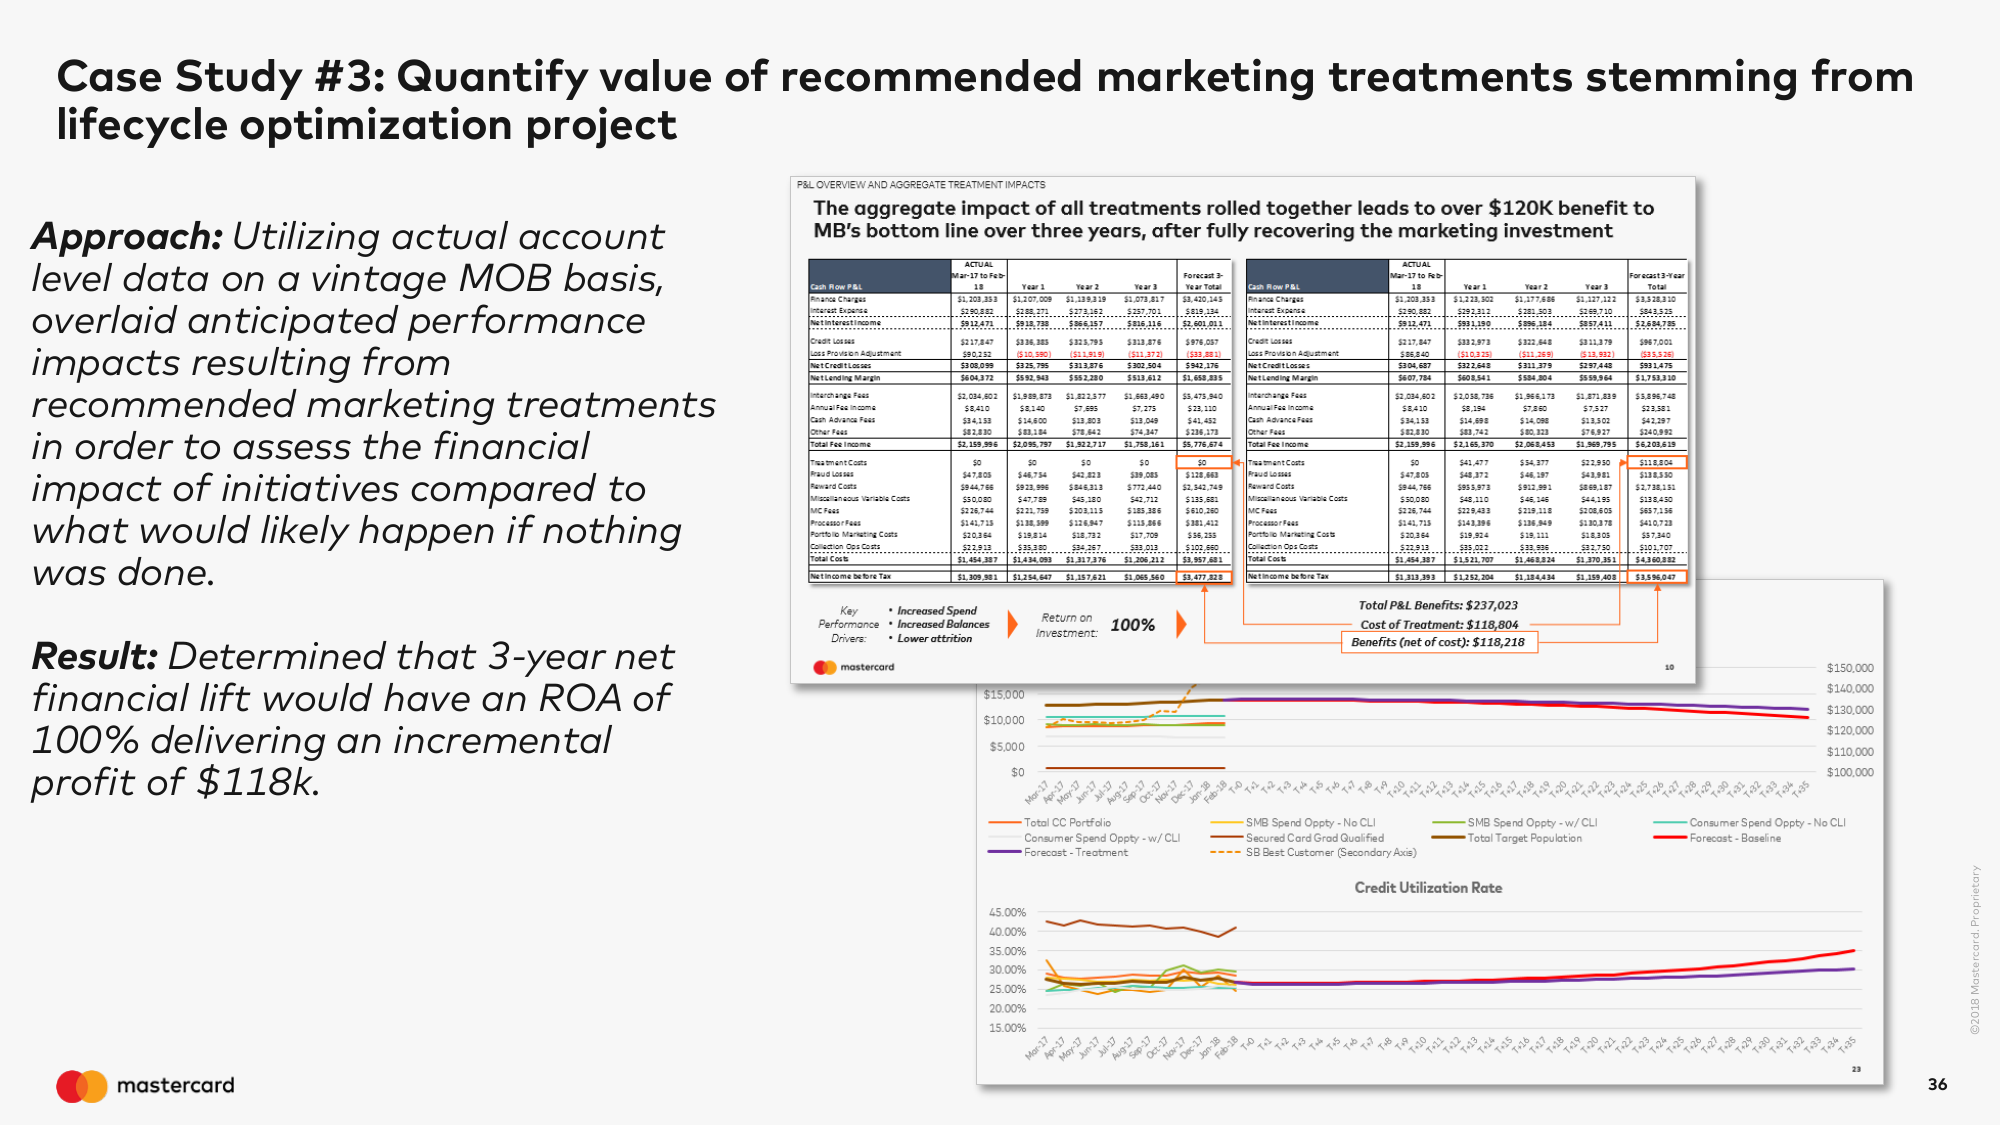 Case Study #3: Quantify value of recommended marketing treatments stemming from
lifecycle optimization project
Approach: Utilizing actual account
level data on a vintage MOB basis,
overlaid anticipated performance
impacts resulting from
recommended marketing treatments
in order to assess the financial
impact of initiatives compared to
what would likely happen if nothing
was done.
Result: Determined that 3-year net
financial lift would have an ROA of
100% delivering an incremental
profit of $118k.
P&L OVERVIEW AND AGGREGATE TREATMENT IMPACTS
The aggregate impact of all treatments rolled together leads to over $120K benefit to
MB's bottom line over three years, after fully recovering the marketing investment
Cash Flow P&L ACTUAL Mar-17 to Feb-18 Year 1 Year 2 Year 3 Forecast 3-Year Total
Finance Charges $1,203,353 $1,207,009 $1,139,319 $1,073,817 $3,420,145
Interest Expense $290,882 $288,271 $273,162 $257,701 $819,134
Net Interest Income $912,471 $918,738 $866,157 $816,116 $2,601,011
Credit Losses $217,847 $336,385 $325,795 $313,876 $976,057
Loss Provision Adjustment $90,252 ($10,590) ($11,919) ($11,372) ($33,881)
Net Credit Losses $308,099 $325,795 $313,876 $302,504 $942,176
Net Lending Margin $604,372 $592,943 $552,280 $513,612 $1,658,835
Interchange Fees $2,034,602 $1,989,873 $1,822,577 $1,663,490 $5,475,940
Annual Fee Income $8,410 $8,140 $7,695 $7,275 $23,110
Cash Advance Fees $34,153 $14,600 $13,803 $13,049 $41,452
Other Fees $82,830 $83,184 $78,642 $74,347 $236,173
Total Fee Income $2,159,996 $2,095,797 $1,922,717 $1,758,161 $5,776,674
Treatment Costs $0 $0 $0 $0 $0
Fraud Losses $47,805 $46,754 $42,823 $39,085 $128,663
Reward Costs $944,766 $923,996 $846,313 $772,440 $2,542,749
Miscellaneous Variable Costs $50,080 $47,789 $45,180 $42,712 $135,681
MC Fees $226,744 $221,759 $203,115 $185,386 $610,260
Processor Fees $141,715 $138,599 $126,947 $115,866 $381,412
Portfolio Marketing Costs $20,364 $19,814 $18,732 $17,709 $56,255
Collection Ops Costs $22,913 $35,380 $34,267 $33,013 $102,660
Total Costs $1,454,387 $1,434,093 $1,317,376 $1,206,212 $3,957,681
Net Income before Tax $1,309,981 $1,254,647 $1,157,621 $1,065,560 $3,477,828
Cash Flow P&L ACTUAL Mar-17 to Feb-18 Year 1 Year 2 Year 3 Forecast 3-Year Total
Finance Charges $1,203,353 $1,223,502 $1,177,686 $1,127,122 $3,528,310
Interest Expense $290,882 $292,312 $281,503 $269,710 $843,525
Net Interest Income $912,471 $931,190 $896,184 $857,411 $2,684,785
Credit Losses $217,847 $332,973 $322,648 $311,379 $967,001
Loss Provision Adjustment $86,840 ($10,325) ($11,269) ($13,932) ($35,526)
Net Credit Losses $304,687 $322,648 $311,379 $297,448 $931,475
Net Lending Margin $607,784 $608,541 $584,804 $559,964 $1,753,310
Interchange Fees $2,034,602 $2,058,736 $1,966,173 $1,871,839 $5,896,748
Annual Fee Income $8,410 $8,194 $7,860 $7,527 $23,581
Cash Advance Fees $34,153 $14,698 $14,098 $13,502 $42,297
Other Fees $82,830 $83,742 $80,323 $76,927 $240,992
Total Fee Income $2,159,996 $2,165,370 $2,068,453 $1,969,795 $6,203,619
Treatment Costs $0 $41,477 $54,377 $22,950 $118,804
Fraud Losses $47,805 $48,372 $46,197 $43,981 $138,550
Reward Costs $944,766 $955,973 $912,991 $869,187 $2,738,151
Miscellaneous Variable Costs $50,080 $48,110 $46,146 $44,195 $138,450
MC Fees $226,744 $229,433 $219,118 $208,605 $657,156
Processor Fees $141,715 $143,396 $136,949 $130,378 $410,723
Portfolio Marketing Costs $20,364 $19,924 $19,111 $18,305 $57,340
Collection Ops Costs $22,913 $35,022 $33,936 $32,750 $101,707
Total Costs $1,454,387 $1,521,707 $1,468,824 $1,370,351 $4,360,882
Net Income before Tax $1,313,393 $1,252,204 $1,184,434 $1,159,408 $3,596,047
Key
Performance
Drivers:
• Increased Spend
• Increased Balances
• Lower attrition
Return on
Investment:
100%
Total P&L Benefits: $237,023
Cost of Treatment: $118,804
Benefits (net of cost): $118,218
mastercard
10
$15,000
$10,000
$5,000
$0
$150,000
$140,000
$130,000
$120,000
$110,000
$100,000
Mar-17 Apr-17 May-17 Jun-17 Jul-17 Aug-17 Sep-17 Oct-17 Nov-17 Dec-17 Jan-18 Feb-18 T+0 T+1 T+2 T+3 T+4 T+5 T+6 T+7 T+8 T+9 T+10 T+11 T+12 T+13 T+14 T+15 T+16 T+17 T+18 T+19 T+20 T+21 T+22 T+23 T+24 T+25 T+26 T+27 T+28 T+29 T+30 T+31 T+32 T+33 T+34 T+35
Total CC Portfolio SMB Spend Oppty - No CLI SMB Spend Oppty - w/ CLI Consumer Spend Oppty - No CLI
Consumer Spend Oppty - w/ CLI Secured Card Grad Qualified Total Target Population Forecast - Baseline
Forecast - Treatment SB Best Customer (Secondary Axis)
Credit Utilization Rate
45.00%
40.00%
35.00%
30.00%
25.00%
20.00%
15.00%
Mar-17 Apr-17 May-17 Jun-17 Jul-17 Aug-17 Sep-17 Oct-17 Nov-17 Dec-17 Jan-18 Feb-18 T+0 T+1 T+2 T+3 T+4 T+5 T+6 T+7 T+8 T+9 T+10 T+11 T+12 T+13 T+14 T+15 T+16 T+17 T+18 T+19 T+20 T+21 T+22 T+23 T+24 T+25 T+26 T+27 T+28 T+29 T+30 T+31 T+32 T+33 T+34 T+35
23
©2018 Mastercard. Proprietary
mastercard
36